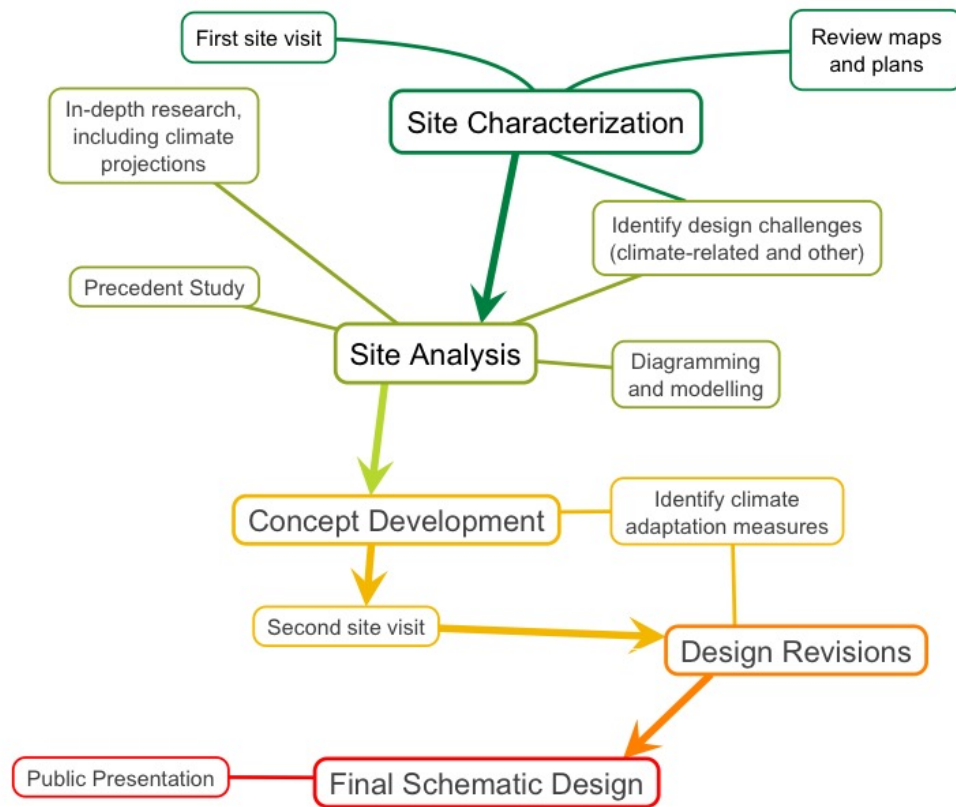 First site visit
Review maps
and plans
Site Characterization
In-depth research,
including climate
projections
Identify design challenges
(climate-related and other)
Precedent Study
Site Analysis
Diagramming
and modelling
Concept Development
Identify climate
adaptation measures
Second site visit
Design Revisions
Public Presentation
Final Schematic Design